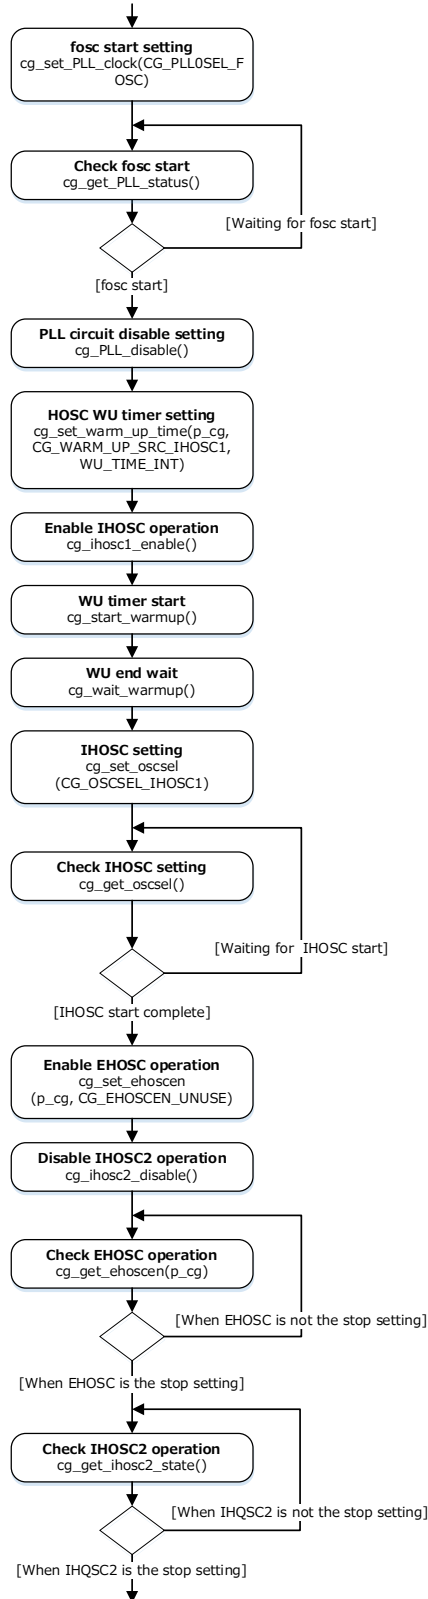 fosc start setting
cg_set_PLL_clock(CG_PLL0SEL_F
OSC)
Check fosc start
cg_get_PLL_status()
[Waiting for fosc start]
[fosc start]
PLL circuit disable setting
cg_PLL_disable()
HOSC WU timer setting
cg_set_warm_up_time(p_cg,
CG_WARM_UP_SRC_IHOSC1,
WU_TIME_INT)
Enable IHOSC operation
cg_ihosc1_enable()
WU timer start
cg_start_warmup()
WU end wait
cg_wait_warmup()
IHOSC setting
cg_set_oscsel
(CG_OSCSEL_IHOSC1)
Check IHOSC setting
cg_get_oscsel()
[Waiting for  IHOSC start]
[IHOSC start complete]
Enable EHOSC operation
cg_set_ehoscen
(p_cg, CG_EHOSCEN_UNUSE)
Disable IHOSC2 operation
cg_ihosc2_disable()
Check EHOSC operation
cg_get_ehoscen(p_cg)
[When EHOSC is not the stop setting]
[When EHOSC is the stop setting]
Check IHOSC2 operation
cg_get_ihosc2_state()
[When IHQSC2 is not the stop setting]
[When IHQSC2 is the stop setting]